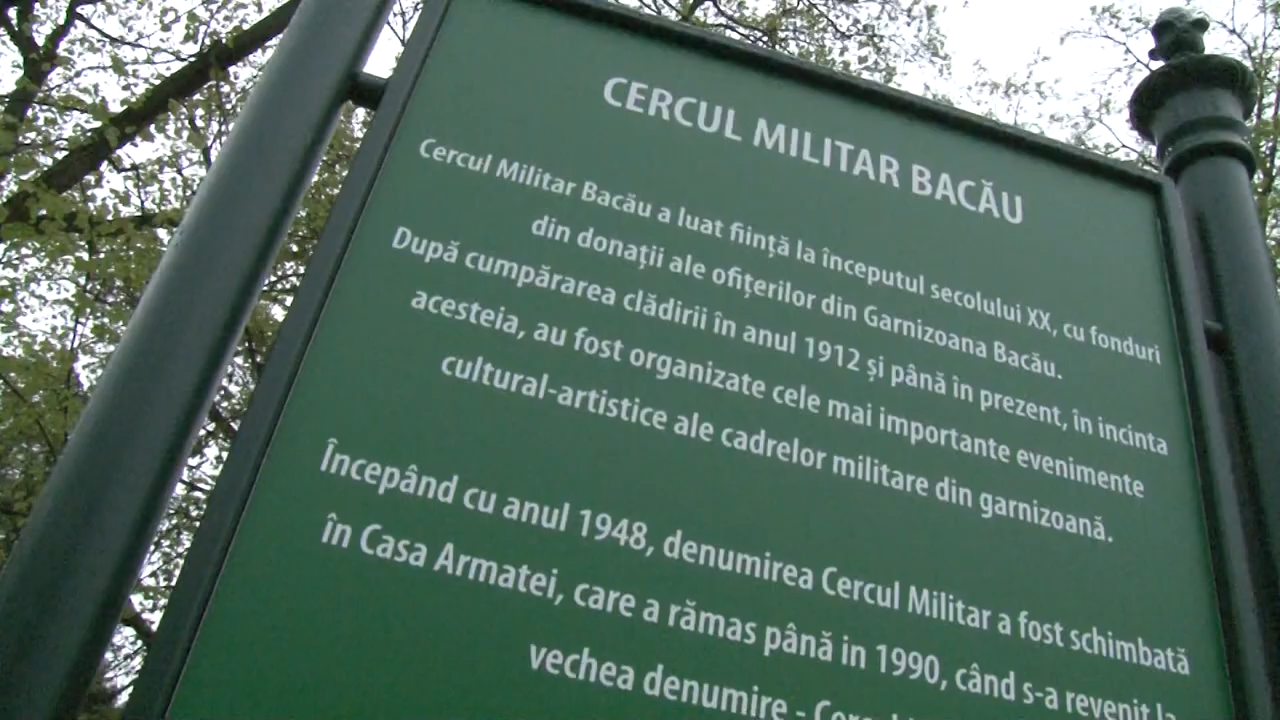 CERCUL MILITAR BACĂU
Cercul Militar Bacău a luat ființă la începutul secolului XX, cu fonduri
din donații ale ofițerilor din Garnizoana Bacău.
După cumpărarea clădirii în anul 1912 și până în prezent, în incinta
acesteia, au fost organizate cele mai importante evenimente
cultural-artistice ale cadrelor militare din garnizoană.
Începând cu anul 1948, denumirea Cercul Militar a fost schimbată
în Casa Armatei, care a rămas până in 1990, când s-a revenit la
vechea denumire -